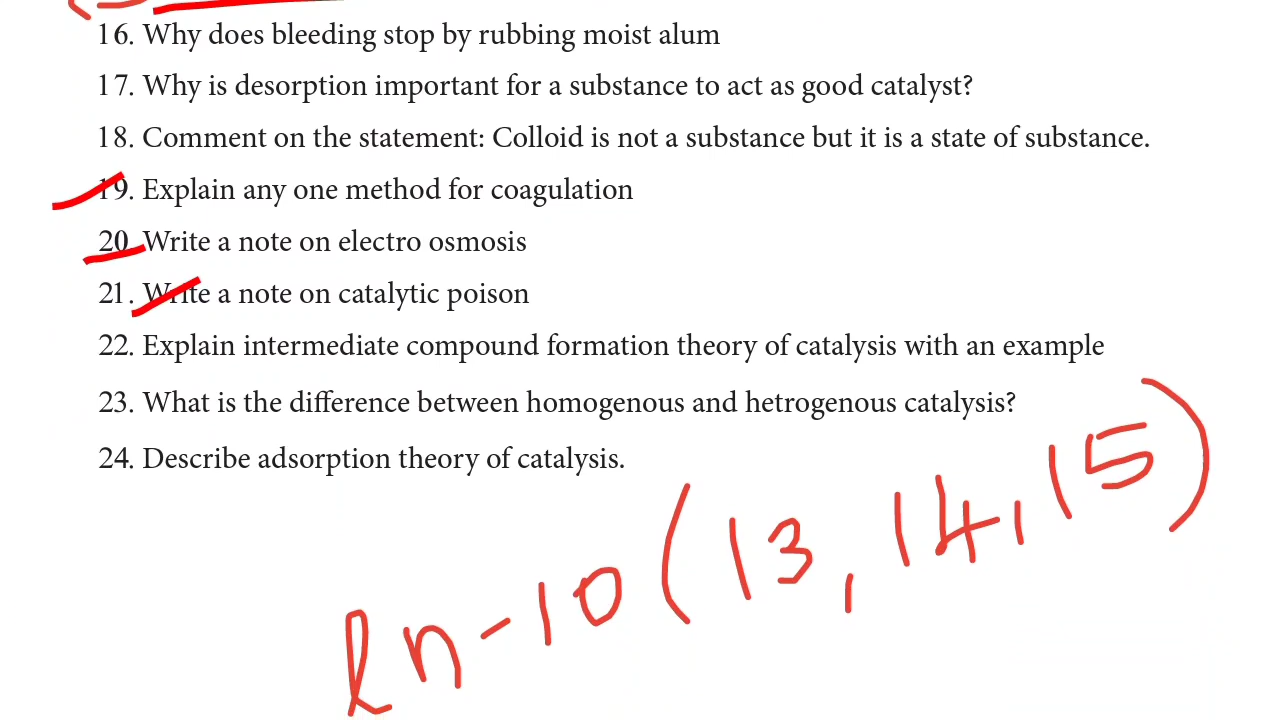 16. Why does bleeding stop by rubbing moist alum
17. Why is desorption important for a substance to act as good catalyst?
18. Comment on the statement: Colloid is not a substance but it is a state of substance.
19. Explain any one method for coagulation
20. Write a note on electro osmosis
21. Write a note on catalytic poison
22. Explain intermediate compound formation theory of catalysis with an example
23. What is the difference between homogenous and hetrogenous catalysis?
24. Describe adsorption theory of catalysis.
ln-10 (13, 14, 15)